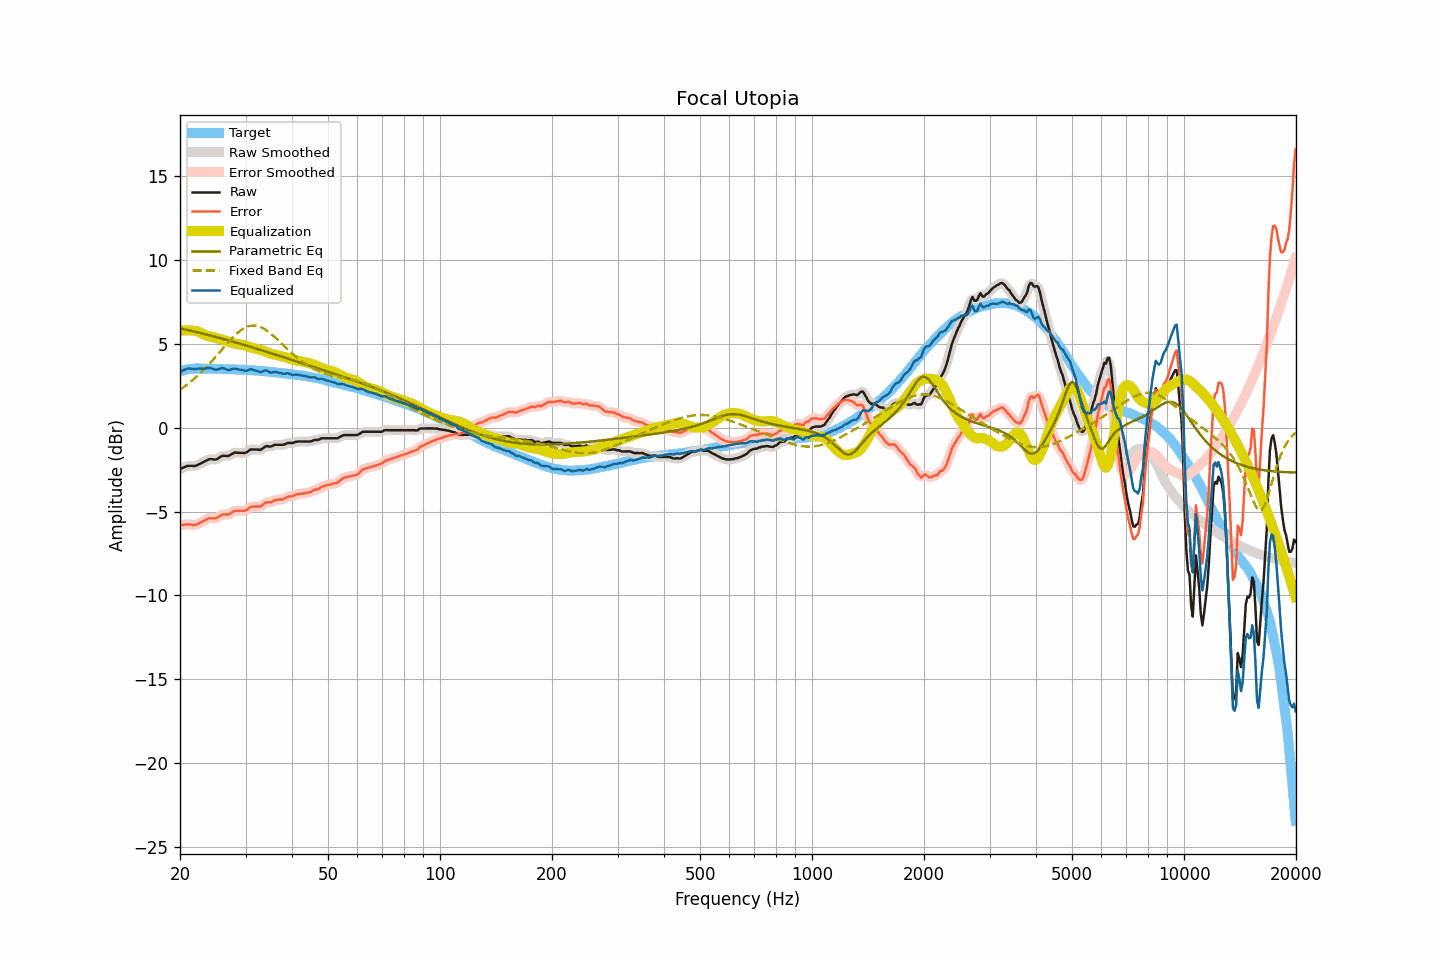 Focal Utopia
Target
Raw Smoothed
Error Smoothed
Raw
Error
Equalization
Parametric Eq
Fixed Band Eq
Equalized
15
10
5
0
−5
−10
−15
−20
−25
Amplitude (dBr)
20 50 100 200 500 1000 2000 5000 10000 20000
Frequency (Hz)